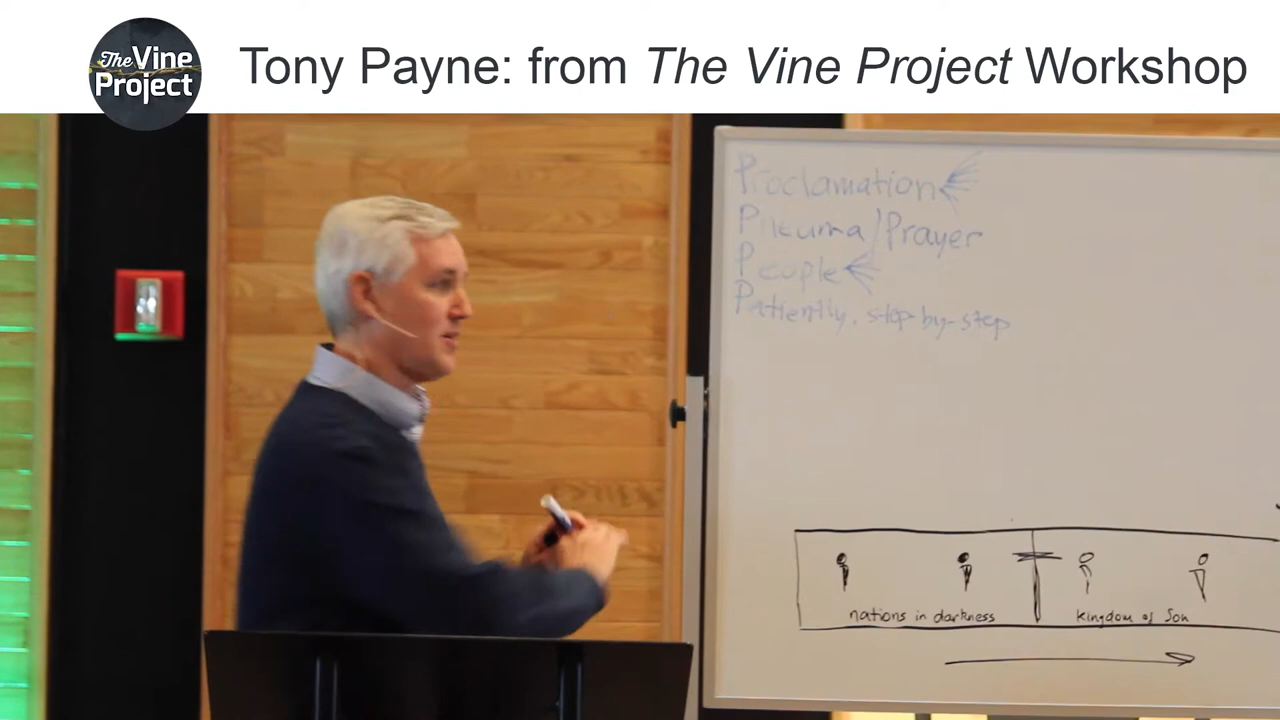 The Vine
Project
Tony Payne: from The Vine Project Workshop
Proclamation
Pneuma/Prayer
People
Patiently, step-by-step
nations in darkness
kingdom of Son